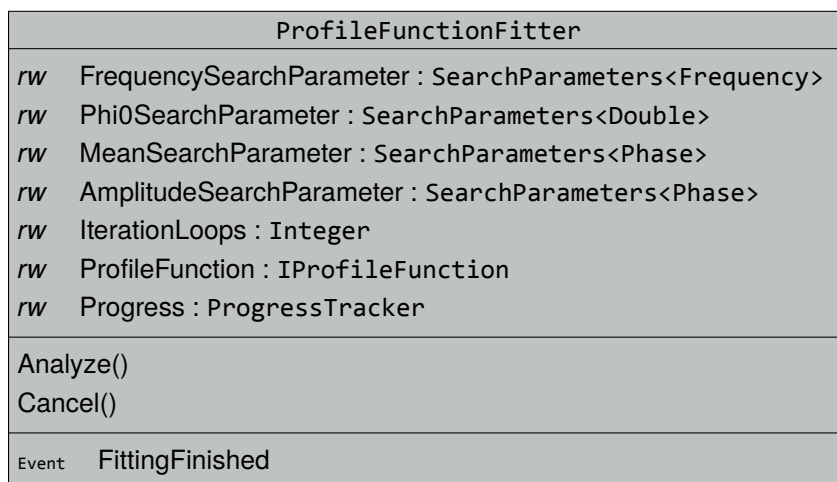 ProfileFunctionFitter
rw FrequencySearchParameter : SearchParameters<Frequency>
rw Phi0SearchParameter : SearchParameters<Double>
rw MeanSearchParameter : SearchParameters<Phase>
rw AmplitudeSearchParameter : SearchParameters<Phase>
rw IterationLoops : Integer
rw ProfileFunction : IProfileFunction
rw Progress : ProgressTracker
Analyze()
Cancel()
Event FittingFinished